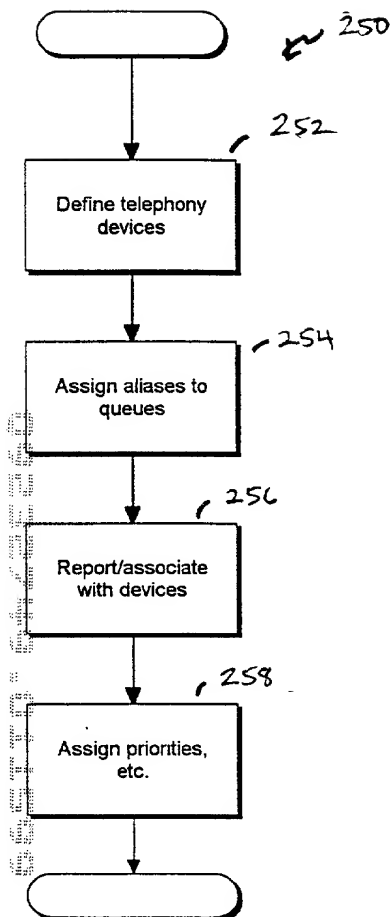 250
252
Define telephony
devices
254
Assign aliases to
queues
256
Report/associate
with devices
258
Assign priorities,
etc.